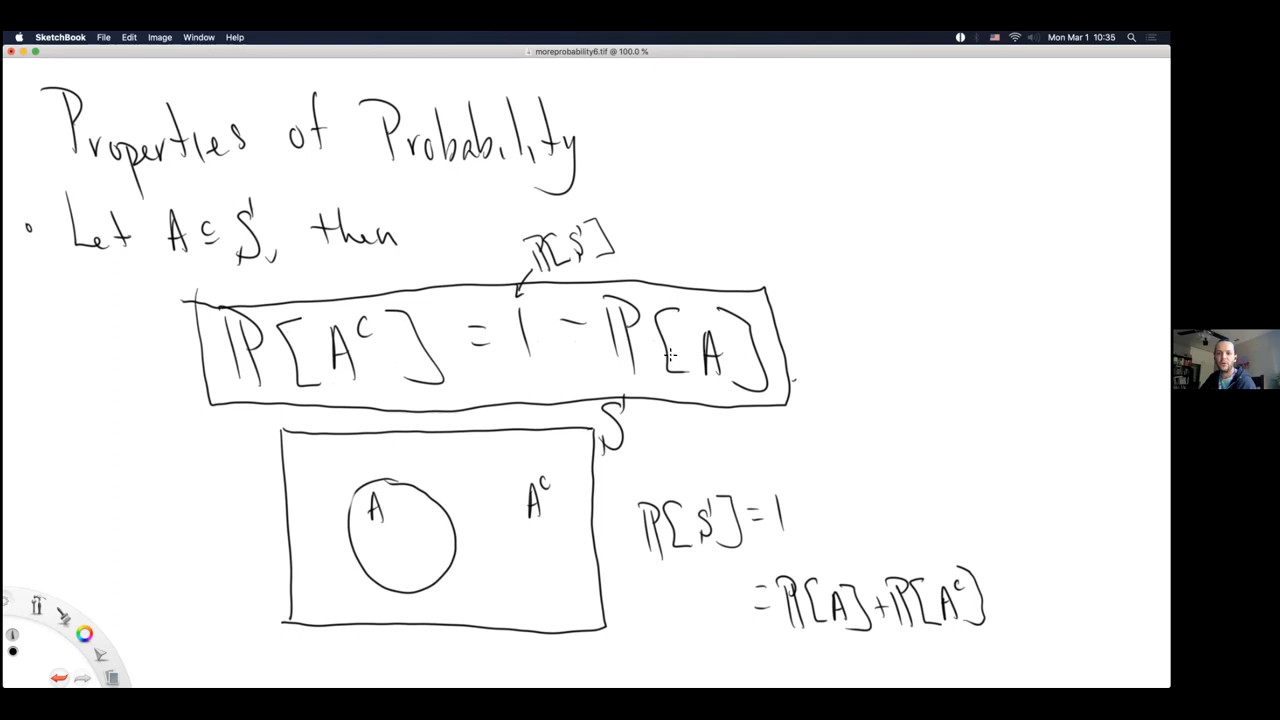 SketchBook File Edit Image Window Help Mon Mar 1 10:35
moreprobability6.tif @ 100.0 %
Properties of Probability
• Let A ⊆ S, then
ℙ[S]
ℙ[Aᶜ] = 1 − ℙ[A]
S
A Aᶜ
ℙ[S] = 1
= ℙ[A] + ℙ[Aᶜ]